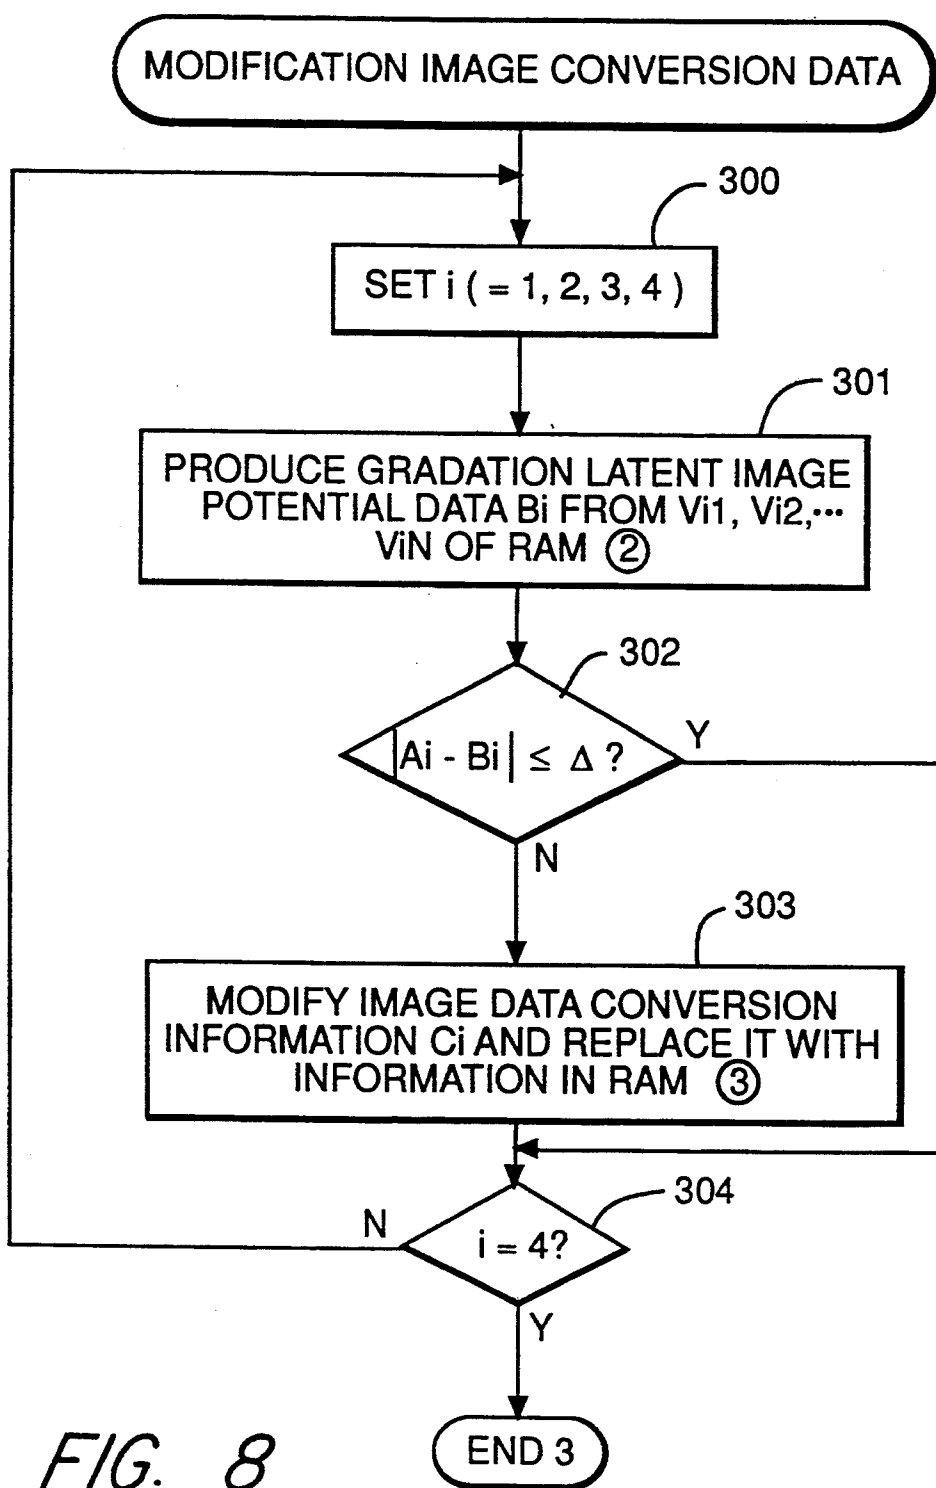 MODIFICATION IMAGE CONVERSION DATA
300
SET i ( = 1, 2, 3, 4 )
301
PRODUCE GRADATION LATENT IMAGE
POTENTIAL DATA Bi FROM Vi1, Vi2,···
ViN OF RAM ②
302
|Ai - Bi| ≤ Δ ?
Y
N
303
MODIFY IMAGE DATA CONVERSION
INFORMATION Ci AND REPLACE IT WITH
INFORMATION IN RAM ③
304
N
i = 4?
Y
END 3
FIG. 8